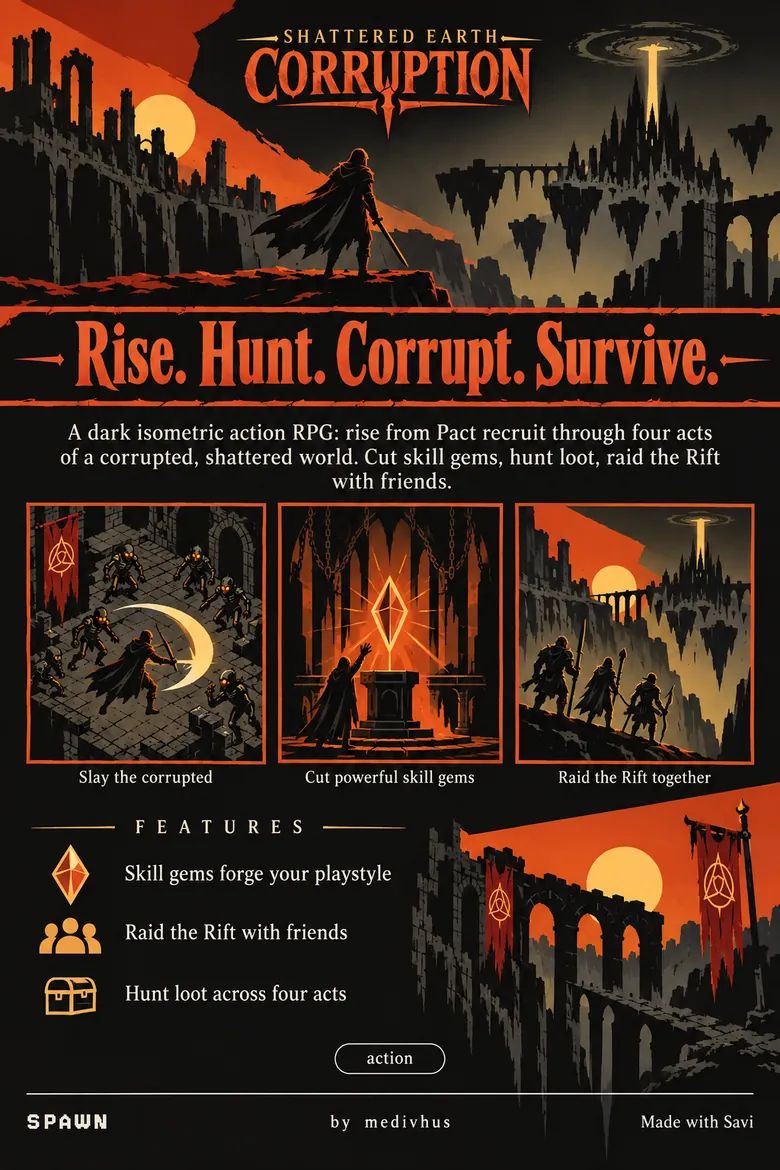 SHATTERED EARTH
CORRUPTION
Rise. Hunt. Corrupt. Survive.
A dark isometric action RPG: rise from Pact recruit through four acts
of a corrupted, shattered world. Cut skill gems, hunt loot, raid the Rift
with friends.
Slay the corrupted
Cut powerful skill gems
Raid the Rift together
FEATURES
Skill gems forge your playstyle
Raid the Rift with friends
Hunt loot across four acts
action
SPAWN
by medivhus
Made with Savi